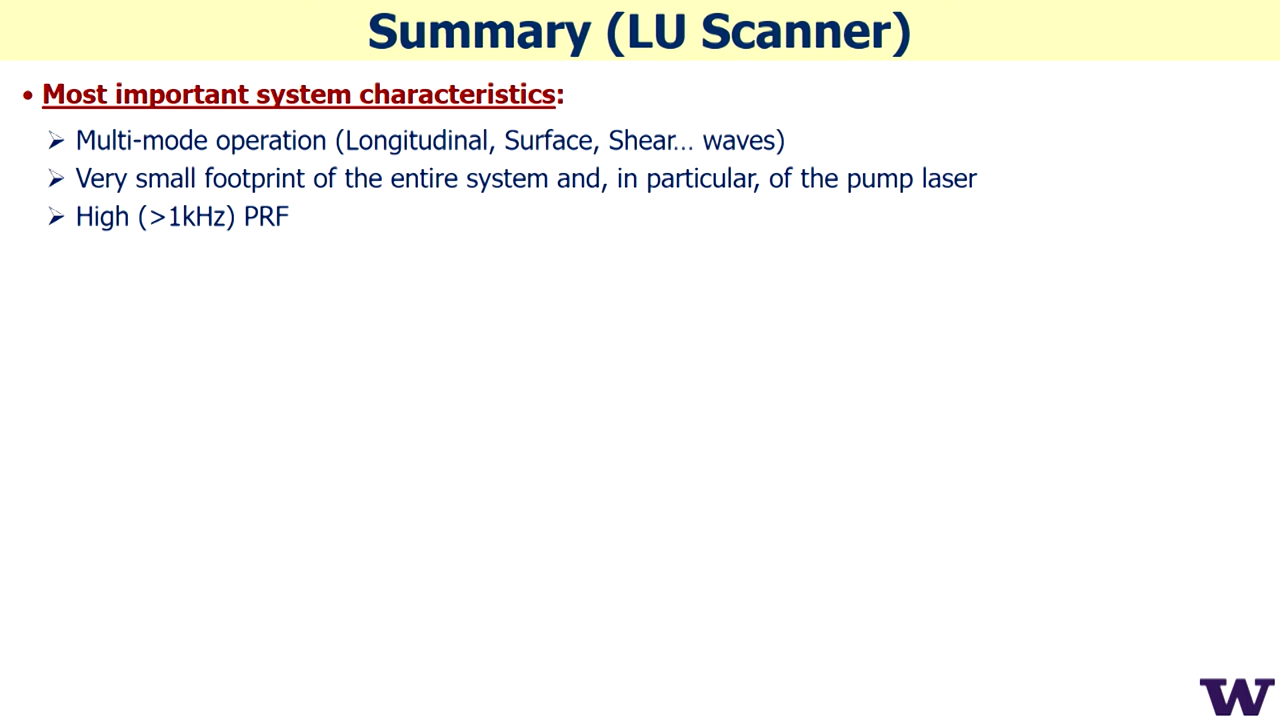 Summary (LU Scanner)
• Most important system characteristics:
➢ Multi-mode operation (Longitudinal, Surface, Shear... waves)
➢ Very small footprint of the entire system and, in particular, of the pump laser
➢ High (>1kHz) PRF
W